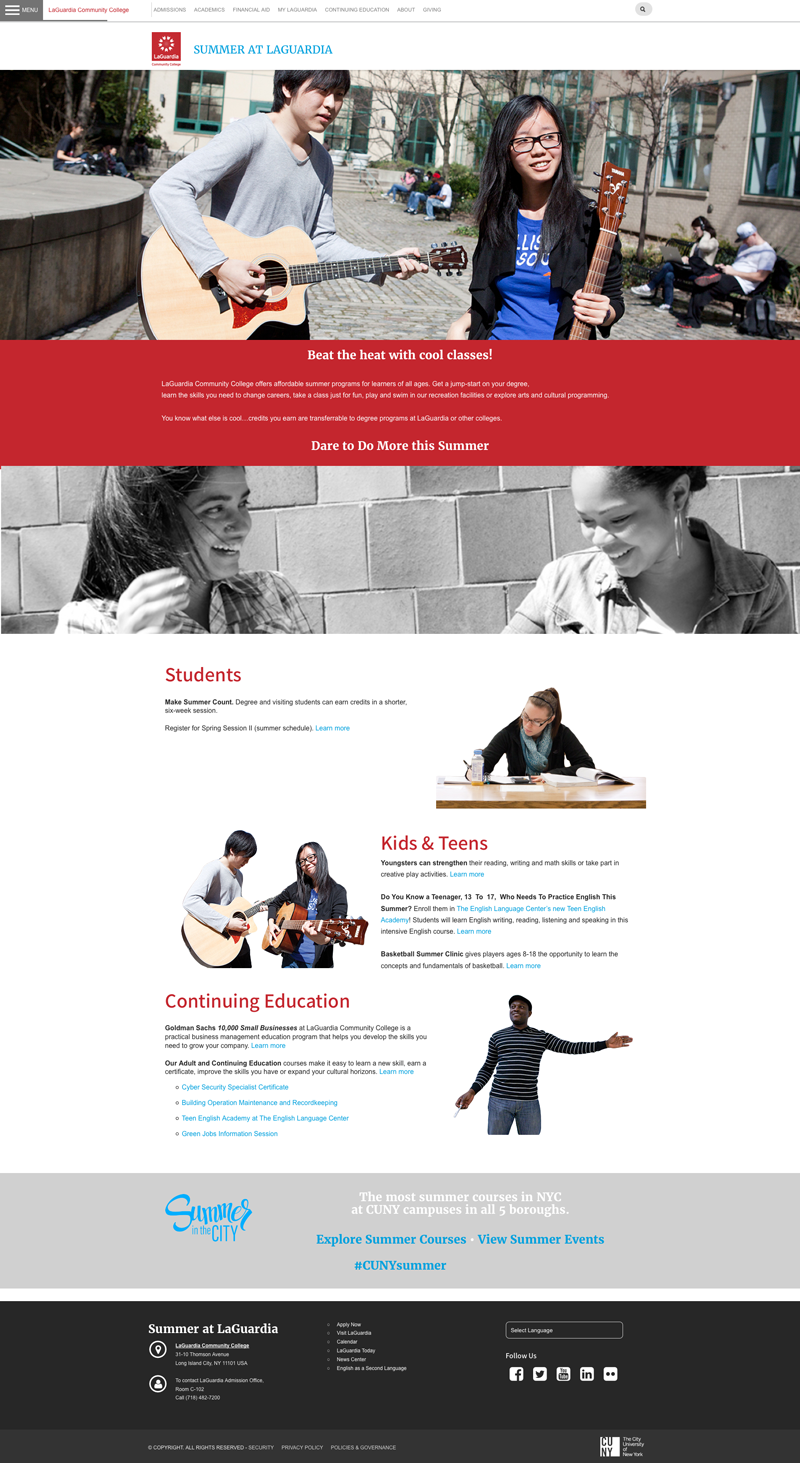 MENU
LaGuardia Community College
ADMISSIONS
ACADEMICS
FINANCIAL AID
MY LAGUARDIA
CONTINUING EDUCATION
ABOUT
GIVING
LaGuardia
Community College
SUMMER AT LAGUARDIA
YAMAHA
LLIS
SOU
Beat the heat with cool classes!
LaGuardia Community College offers affordable summer programs for learners of all ages. Get a jump-start on your degree,
learn the skills you need to change careers, take a class just for fun, play and swim in our recreation facilities or explore arts and cultural programming.
You know what else is cool…credits you earn are transferrable to degree programs at LaGuardia or other colleges.
Dare to Do More this Summer
Students
Make Summer Count. Degree and visiting students can earn credits in a shorter,
six-week session.
Register for Spring Session II (summer schedule). Learn more
Kids & Teens
Youngsters can strengthen their reading, writing and math skills or take part in
creative play activities. Learn more
Do You Know a Teenager, 13 To 17, Who Needs To Practice English This
Summer? Enroll them in The English Language Center's new Teen English
Academy! Students will learn English writing, reading, listening and speaking in this
intensive English course. Learn more
Basketball Summer Clinic gives players ages 8-18 the opportunity to learn the
concepts and fundamentals of basketball. Learn more
Continuing Education
Goldman Sachs 10,000 Small Businesses at LaGuardia Community College is a
practical business management education program that helps you develop the skills you
need to grow your company. Learn more
Our Adult and Continuing Education courses make it easy to learn a new skill, earn a
certificate, improve the skills you have or expand your cultural horizons. Learn more
Cyber Security Specialist Certificate
Building Operation Maintenance and Recordkeeping
Teen English Academy at The English Language Center
Green Jobs Information Session
Summer
in the CITY
The most summer courses in NYC
at CUNY campuses in all 5 boroughs.
Explore Summer Courses • View Summer Events
#CUNYsummer
Summer at LaGuardia
LaGuardia Community College
31-10 Thomson Avenue
Long Island City, NY 11101 USA
To contact LaGuardia Admission Office,
Room C-102
Call (718) 482-7200
Apply Now
Visit LaGuardia
Calendar
LaGuardia Today
News Center
English as a Second Language
Select Language
Follow Us
You
Tube
in
© COPYRIGHT. ALL RIGHTS RESERVED - SECURITY PRIVACY POLICY POLICIES & GOVERNANCE
CU
NY
The City
University
of
New York